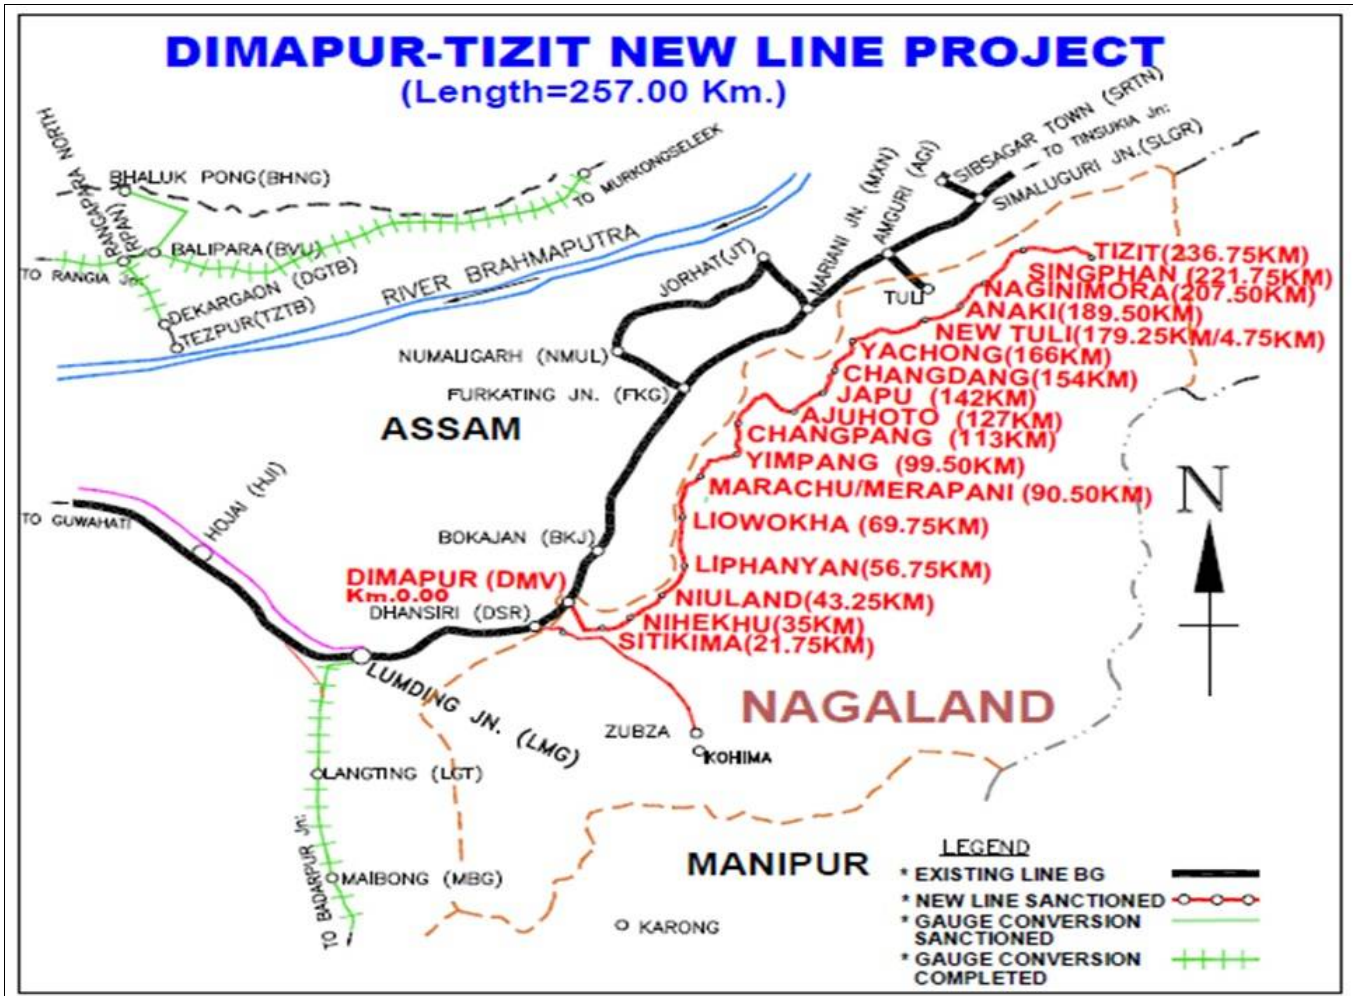 DIMAPUR-TIZIT NEW LINE PROJECT
(Length=257.00 Km.)
RANGAPARA NORTH
(RPAN)
BHALUK PONG(BHNG)
TO MURKONGSELEEK
BALIPARA(BVU)
TO RANGIA Jn:
DEKARGAON (DGTB)
TEZPUR(TZTB)
RIVER BRAHMAPUTRA
JORHAT(JT)
MARIANI JN. (MXN)
AMGURI (AGI)
SIBSAGAR TOWN (SRTN)
TO TINSUKIA Jn:
SIMALUGURI JN.(SLGR)
TULI
NUMALIGARH (NMUL)
FURKATING JN. (FKG)
ASSAM
TIZIT(236.75KM)
SINGPHAN (221.75KM)
NAGINIMORA(207.50KM)
ANAKI(189.50KM)
NEW TULI(179.25KM/4.75KM)
YACHONG(166KM)
CHANGDANG(154KM)
JAPU (142KM)
AJUHOTO (127KM)
CHANGPANG (113KM)
YIMPANG (99.50KM)
MARACHU/MERAPANI (90.50KM)
LIOWOKHA (69.75KM)
LIPHANYAN(56.75KM)
NIULAND(43.25KM)
NIHEKHU(35KM)
SITIKIMA(21.75KM)
N
TO GUWAHATI
HOJAI (HJI)
BOKAJAN (BKJ)
DIMAPUR (DMV)
Km.0.00
DHANSIRI (DSR)
LUMDING JN. (LMG)
NAGALAND
ZUBZA
KOHIMA
LANGTING (LGT)
MAIBONG (MBG)
TO BADARPUR Jn:
MANIPUR
KARONG
LEGEND
* EXISTING LINE BG
* NEW LINE SANCTIONED
* GAUGE CONVERSION
SANCTIONED
* GAUGE CONVERSION
COMPLETED